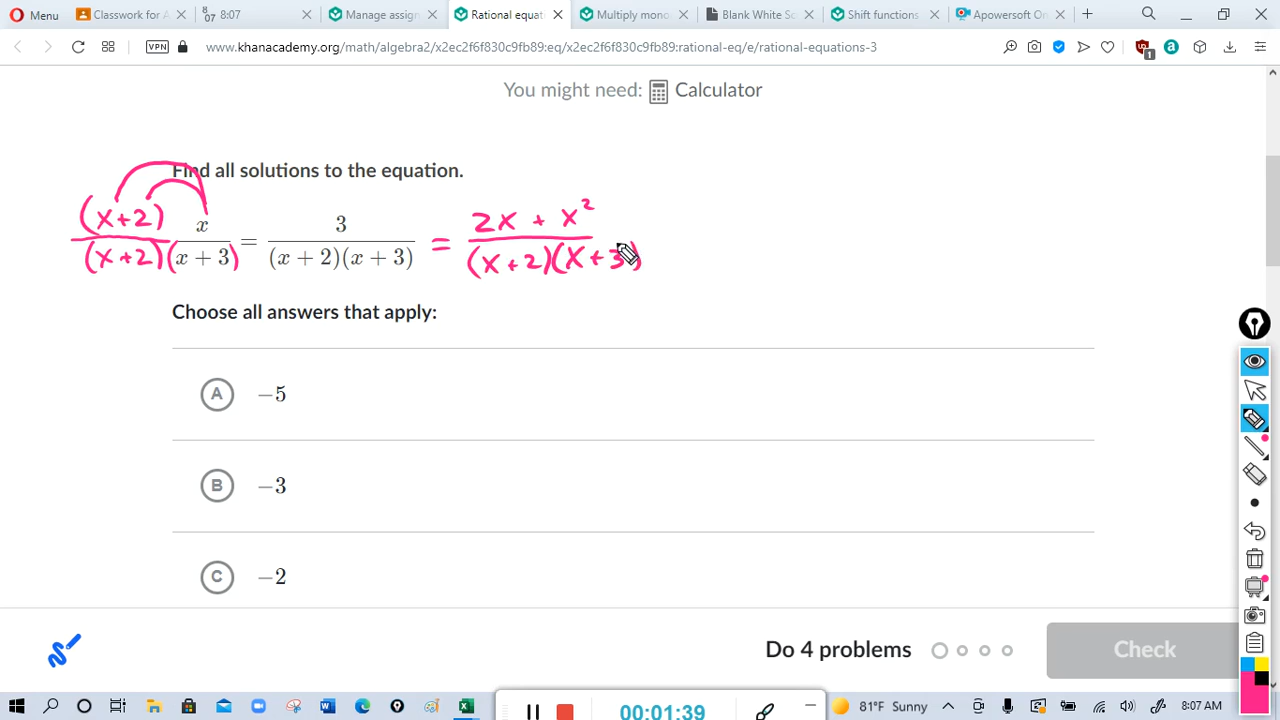 Menu Classwork for A 8:07 Manage assign Rational equat Multiply mono Blank White Sc Shift functions Apowersoft On
VPN www.khanacademy.org/math/algebra2/x2ec2f6f830c9fb89:eq/x2ec2f6f830c9fb89:rational-eq/e/rational-equations-3 1
You might need: Calculator
Find all solutions to the equation.
(x+2) x 3 2x + x²
(x+2)(x + 3) = (x + 2)(x + 3) = (x+2)(x+3)
Choose all answers that apply:
A −5
B −3
C −2
Do 4 problems Check
00:01:39 81°F Sunny 8:07 AM